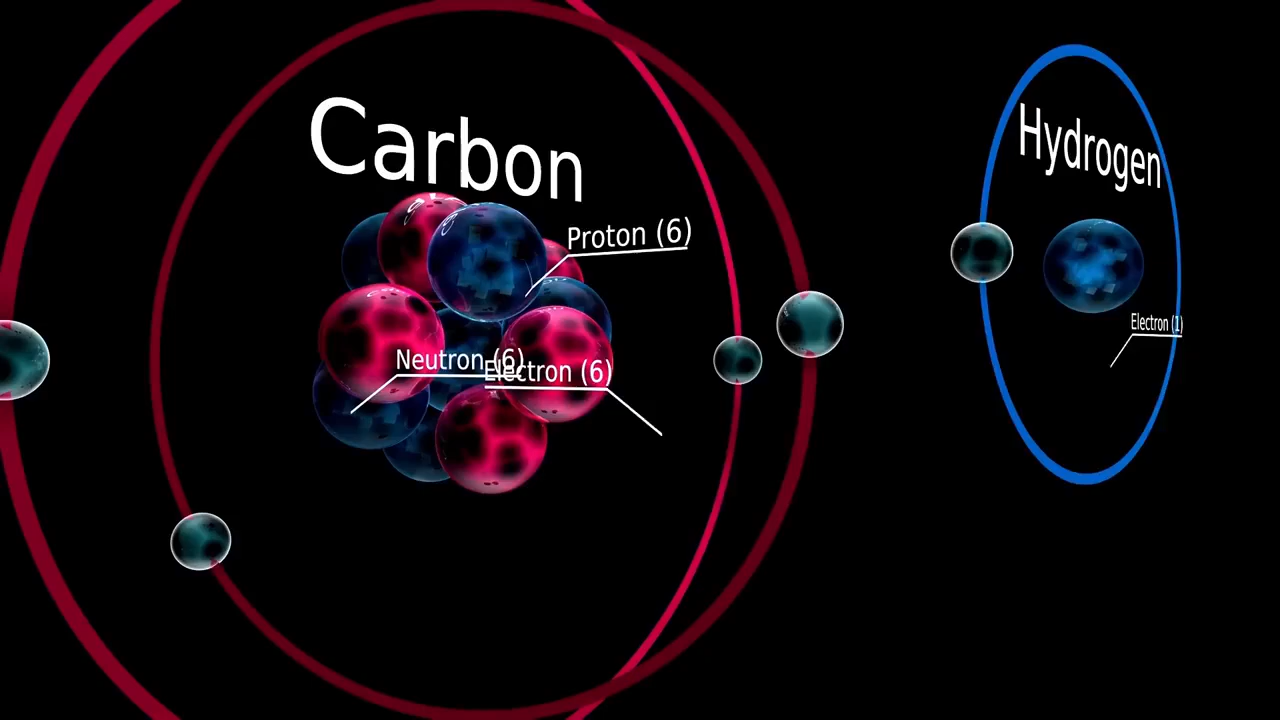 Carbon
Hydrogen
Proton (6)
Electron (1)
Neutron (6)
Electron (6)